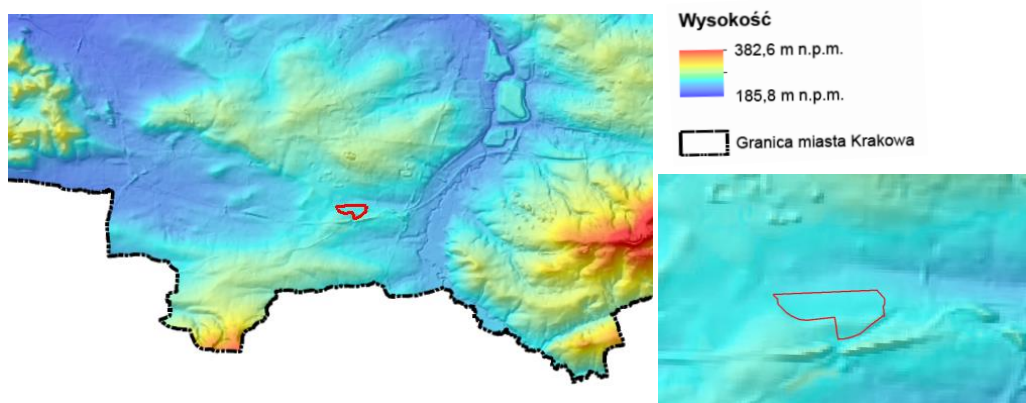 Wysokość
382,6 m n.p.m.
185,8 m n.p.m.
Granica miasta Krakowa